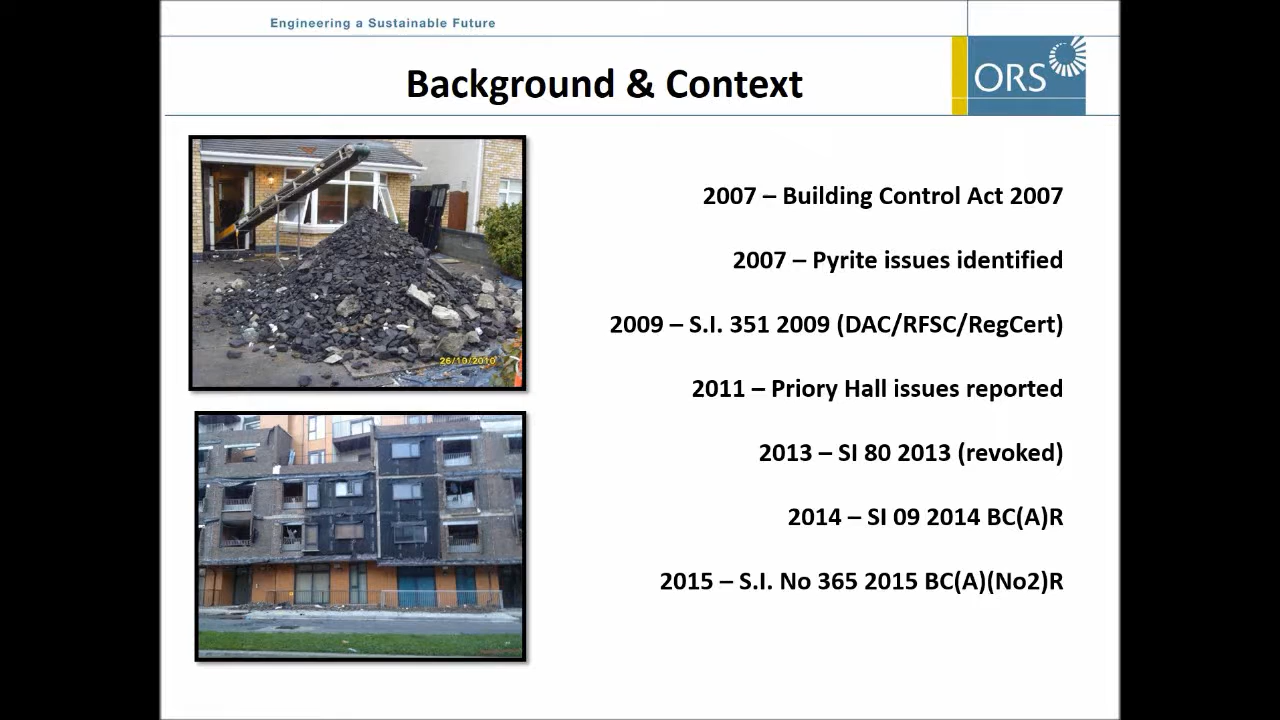 Engineering a Sustainable Future
Background & Context
ORS
2007 – Building Control Act 2007
2007 – Pyrite issues identified
2009 – S.I. 351 2009 (DAC/RFSC/RegCert)
2011 – Priory Hall issues reported
2013 – SI 80 2013 (revoked)
2014 – SI 09 2014 BC(A)R
2015 – S.I. No 365 2015 BC(A)(No2)R
26/10/2010